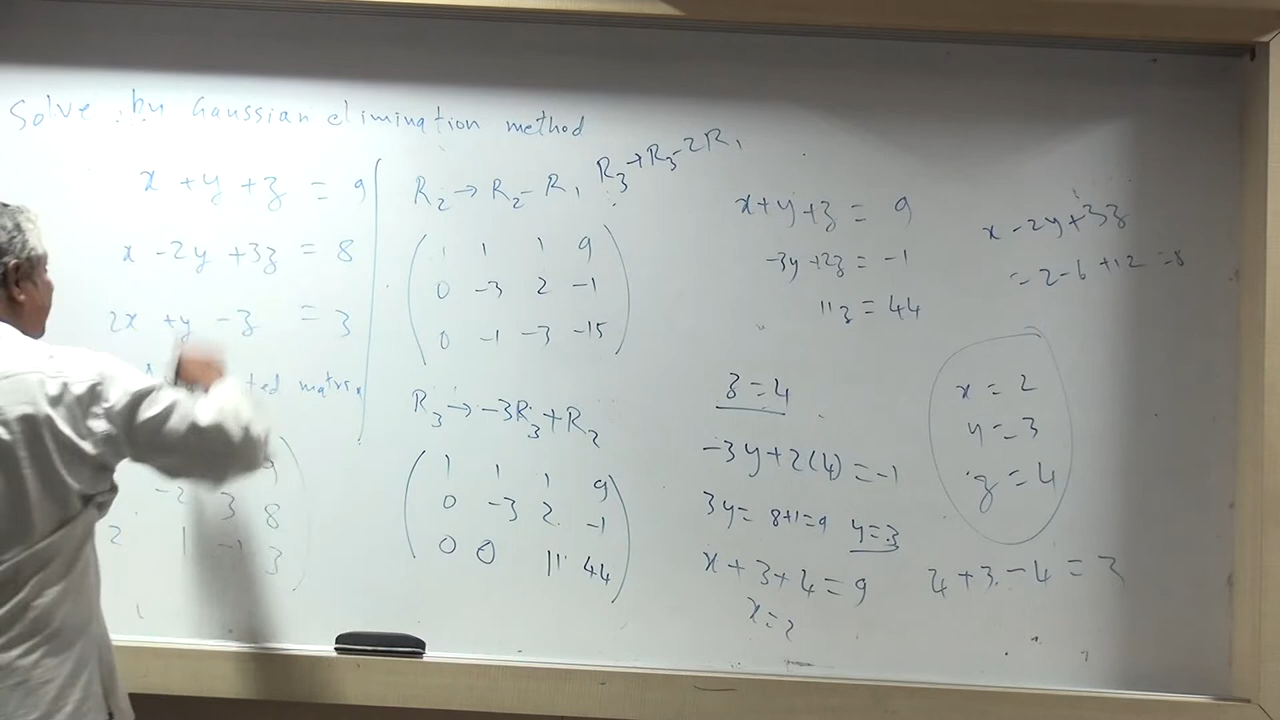 Solve by Gaussian elimination method
x + y + z = 9
x - 2y + 3z = 8
2x + y - z = 3
matrix
9
-2 3 8
2 1 -1 3
R₂ → R₂ - R₁ R₃ → R₃ - 2R₁
1 1 1 9
0 -3 2 -1
0 -1 -3 -15
R₃ → -3R₃ + R₂
1 1 1 9
0 -3 2 -1
0 0 11 44
x + y + z = 9
-3y + 2z = -1
11z = 44
z = 4
-3y + 2(4) = -1
3y = 8+1=9 y=3
x + 3 + 4 = 9
x = 2
x - 2y + 3z
= 2 - 6 + 12 = 8
x = 2
y = 3
z = 4
4 + 3 - 4 = 3